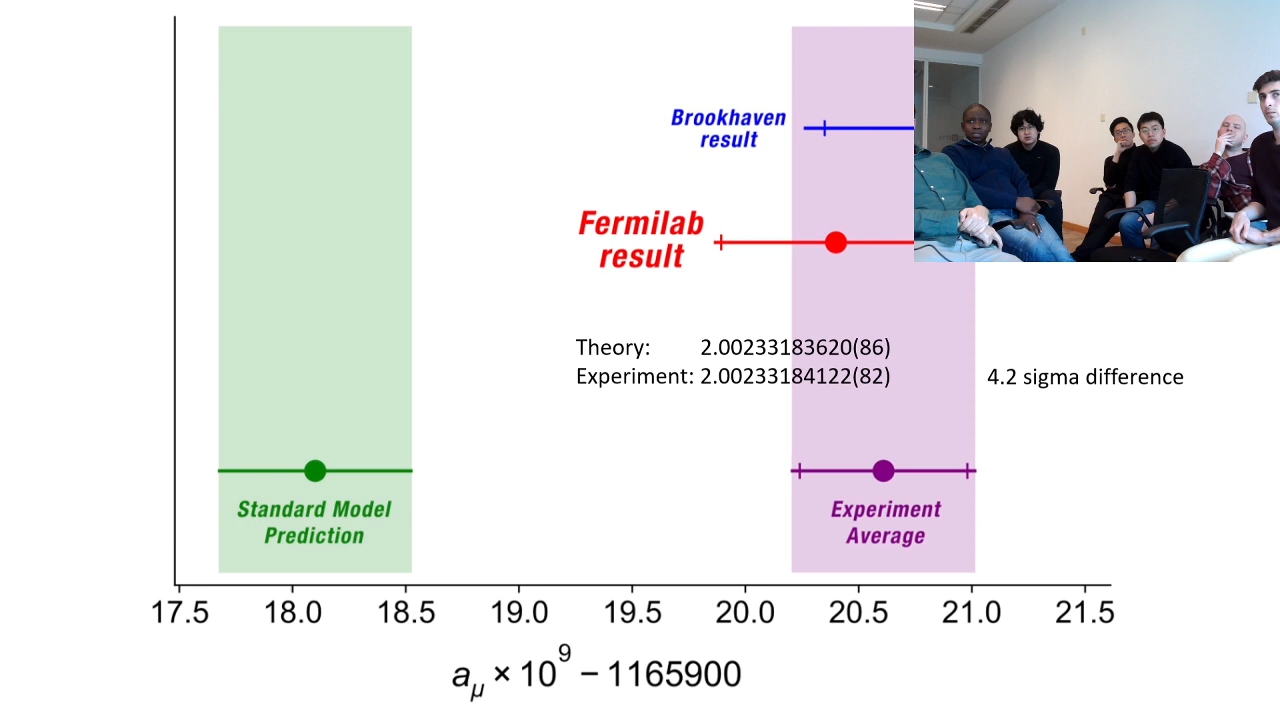 Brookhaven
result
Fermilab
result
Theory: 2.00233183620(86)
Experiment: 2.00233184122(82)
4.2 sigma difference
Standard Model
Prediction
Experiment
Average
17.5 18.0 18.5 19.0 19.5 20.0 20.5 21.0 21.5
aμ × 10⁹ − 1165900